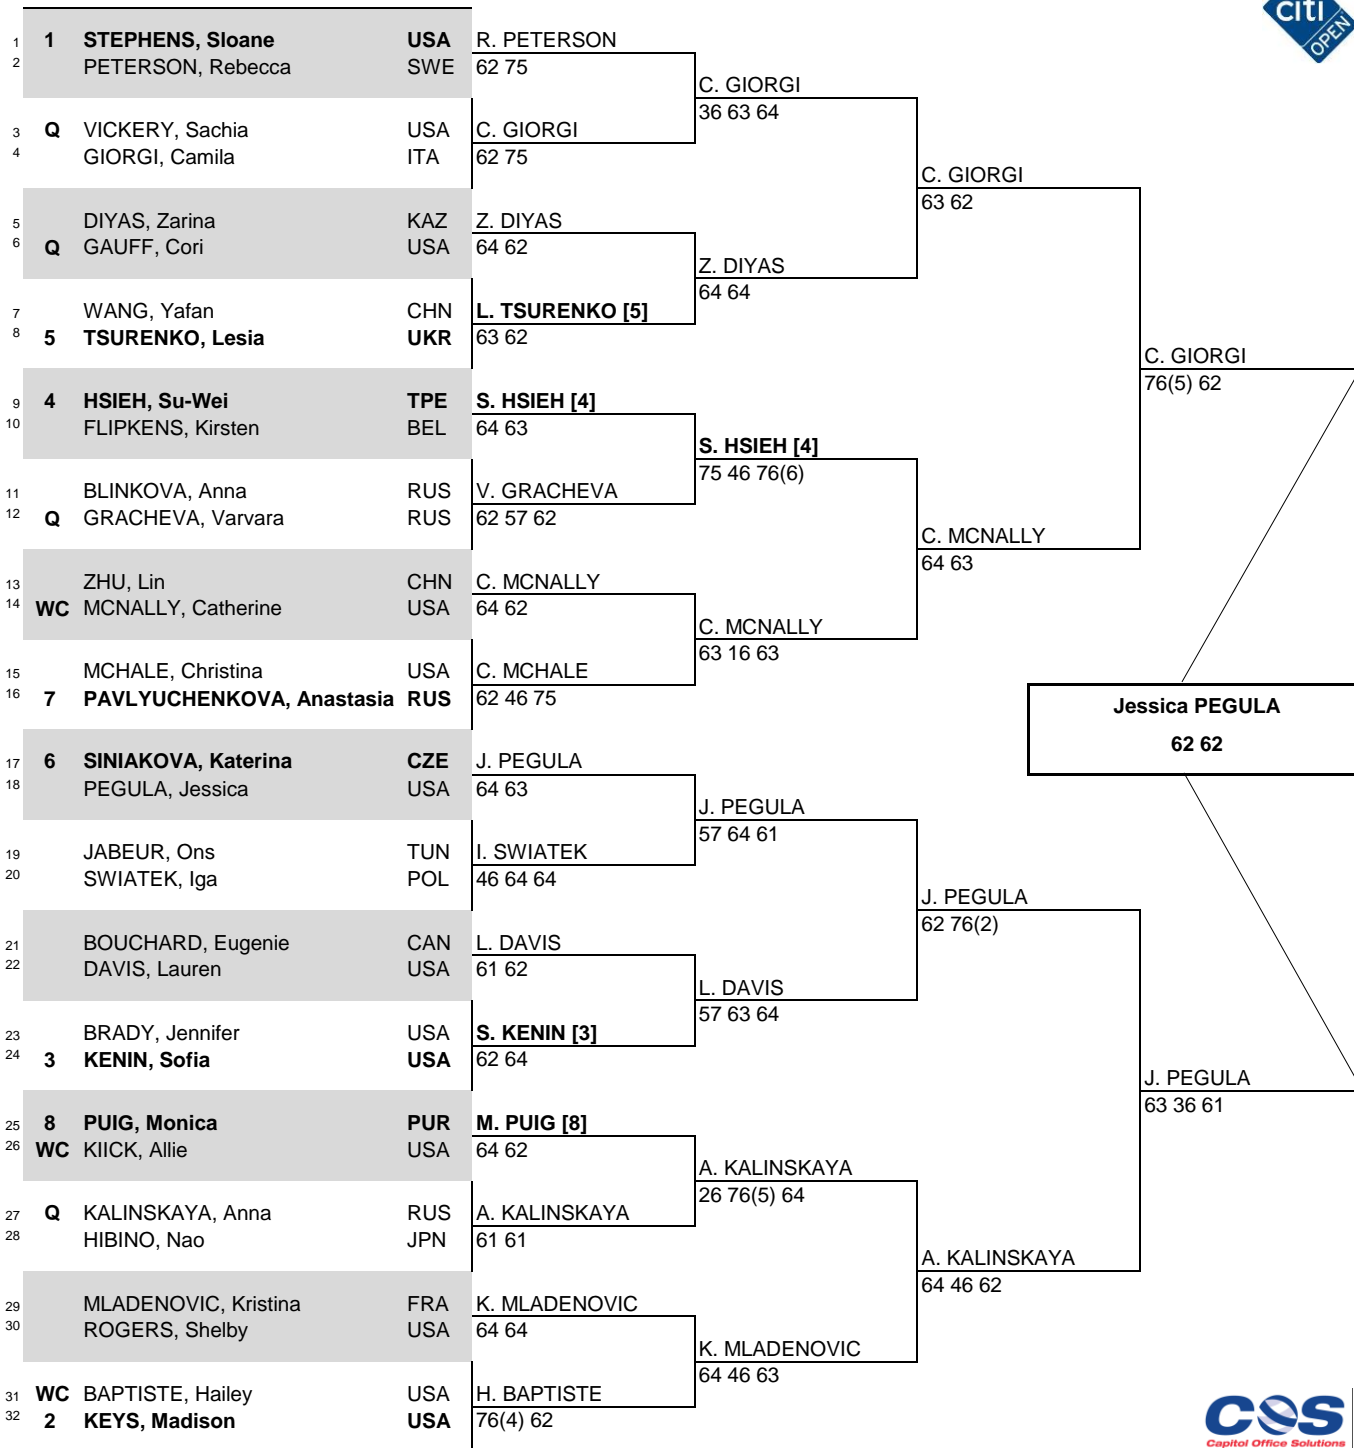 citi
OPEN
1 1 STEPHENS, Sloane USA
2 PETERSON, Rebecca SWE
3 Q VICKERY, Sachia USA
4 GIORGI, Camila ITA
5 DIYAS, Zarina KAZ
6 Q GAUFF, Cori USA
7 WANG, Yafan CHN
8 5 TSURENKO, Lesia UKR
9 4 HSIEH, Su-Wei TPE
10 FLIPKENS, Kirsten BEL
11 BLINKOVA, Anna RUS
12 Q GRACHEVA, Varvara RUS
13 ZHU, Lin CHN
14 WC MCNALLY, Catherine USA
15 MCHALE, Christina USA
16 7 PAVLYUCHENKOVA, Anastasia RUS
17 6 SINIAKOVA, Katerina CZE
18 PEGULA, Jessica USA
19 JABEUR, Ons TUN
20 SWIATEK, Iga POL
21 BOUCHARD, Eugenie CAN
22 DAVIS, Lauren USA
23 BRADY, Jennifer USA
24 3 KENIN, Sofia USA
25 8 PUIG, Monica PUR
26 WC KIICK, Allie USA
27 Q KALINSKAYA, Anna RUS
28 HIBINO, Nao JPN
29 MLADENOVIC, Kristina FRA
30 ROGERS, Shelby USA
31 WC BAPTISTE, Hailey USA
32 2 KEYS, Madison USA
R. PETERSON
62 75
C. GIORGI
62 75
Z. DIYAS
64 62
L. TSURENKO [5]
63 62
S. HSIEH [4]
64 63
V. GRACHEVA
62 57 62
C. MCNALLY
64 62
C. MCHALE
62 46 75
J. PEGULA
64 63
I. SWIATEK
46 64 64
L. DAVIS
61 62
S. KENIN [3]
62 64
M. PUIG [8]
64 62
A. KALINSKAYA
61 61
K. MLADENOVIC
64 64
H. BAPTISTE
76(4) 62
C. GIORGI
36 63 64
Z. DIYAS
64 64
S. HSIEH [4]
75 46 76(6)
C. MCNALLY
63 16 63
J. PEGULA
57 64 61
L. DAVIS
57 63 64
A. KALINSKAYA
26 76(5) 64
K. MLADENOVIC
64 46 63
C. GIORGI
63 62
C. MCNALLY
64 63
J. PEGULA
62 76(2)
A. KALINSKAYA
64 46 62
C. GIORGI
76(5) 62
J. PEGULA
63 36 61
Jessica PEGULA
62 62
COS
Capitol Office Solutions